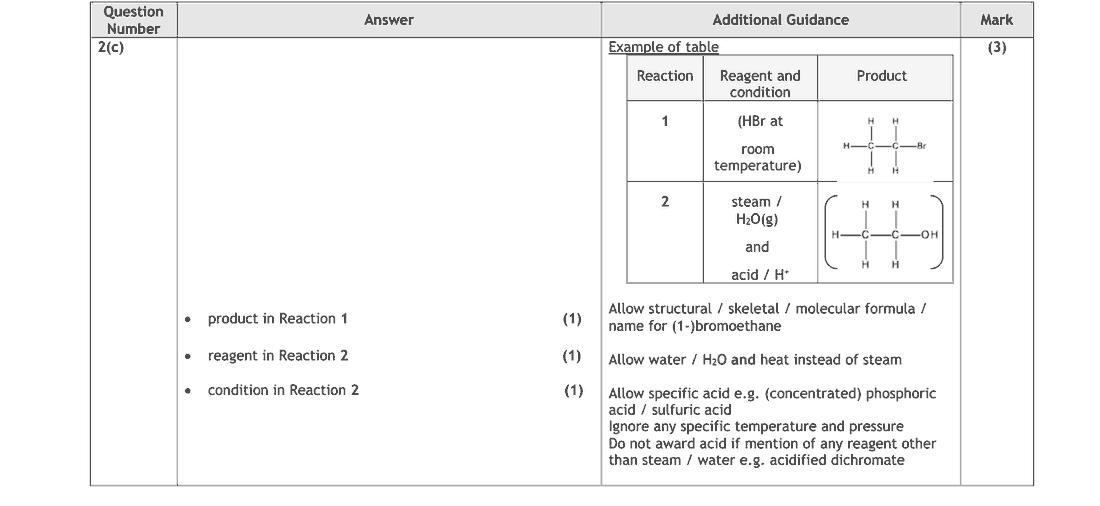 Question Number
Answer
Additional Guidance
Mark
2(c)
Example of table
(3)
Reaction
Reagent and
condition
Product
1
(HBr at
room
temperature)
H H
H—C—C—Br
H H
2
steam /
H₂O(g)
and
acid / H⁺
H H
H—C—C—OH
H H
• product in Reaction 1 (1)
Allow structural / skeletal / molecular formula /
name for (1-)bromoethane
• reagent in Reaction 2 (1)
Allow water / H₂O and heat instead of steam
• condition in Reaction 2 (1)
Allow specific acid e.g. (concentrated) phosphoric
acid / sulfuric acid
Ignore any specific temperature and pressure
Do not award acid if mention of any reagent other
than steam / water e.g. acidified dichromate